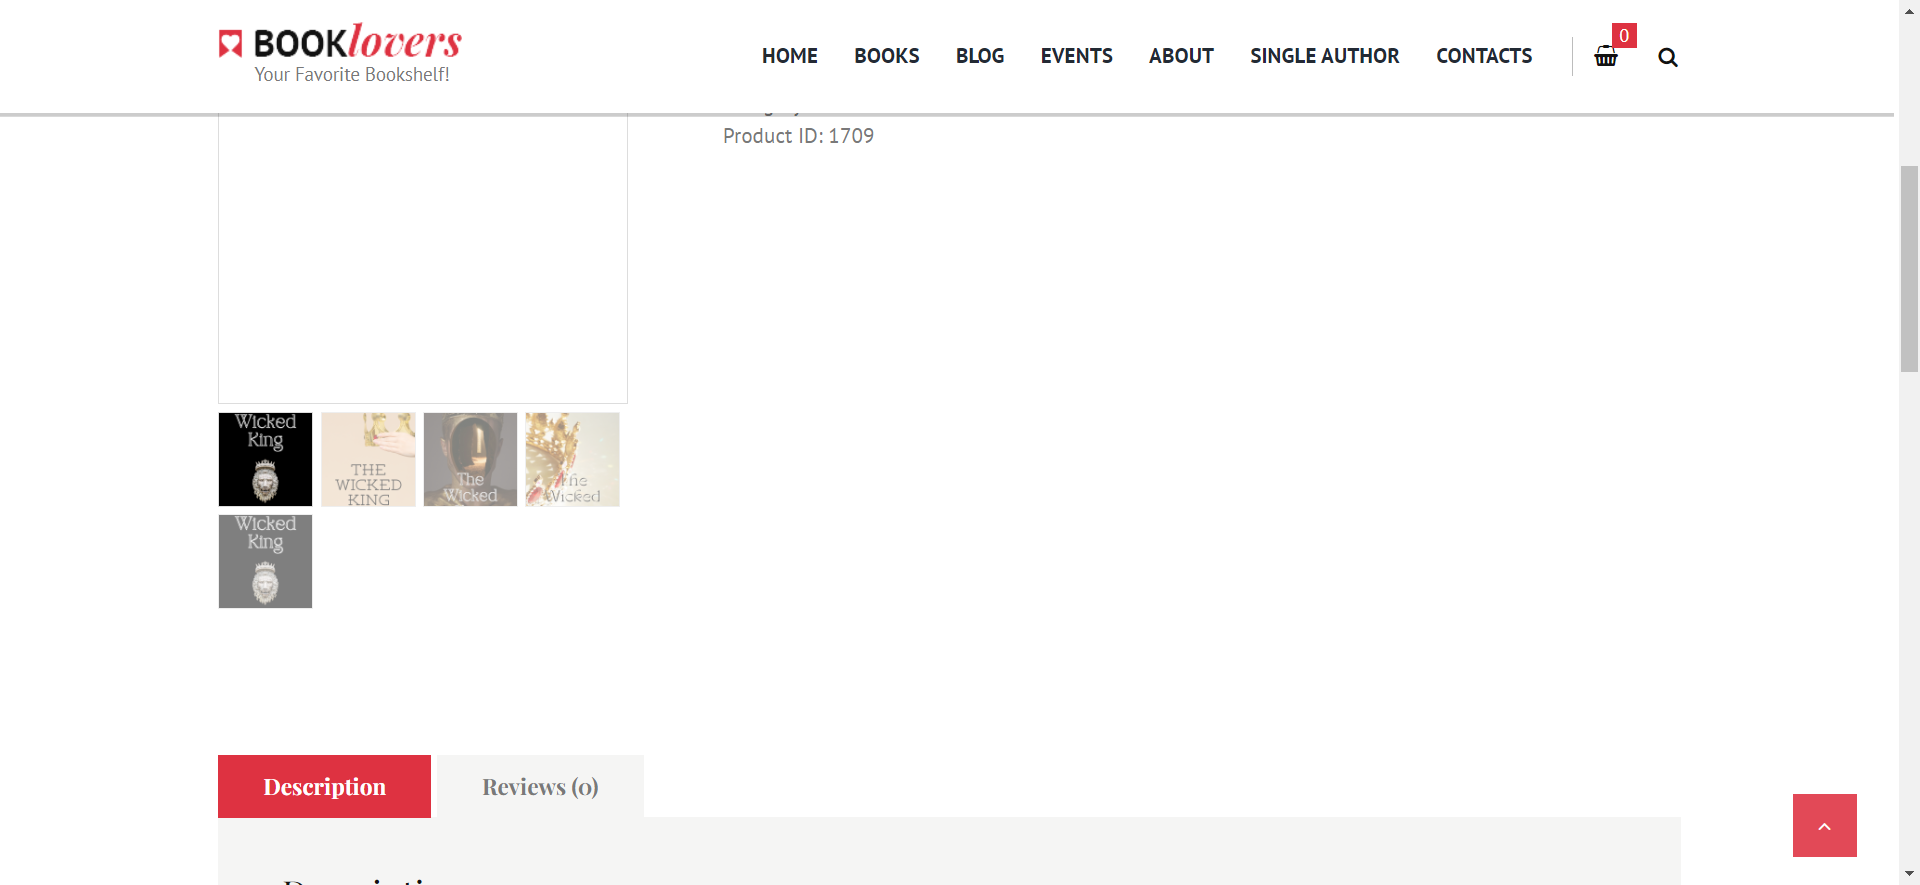 BOOKlovers
Your Favorite Bookshelf!
HOME BOOKS BLOG EVENTS ABOUT SINGLE AUTHOR CONTACTS
0
Product ID: 1709
Wicked
King
THE
WICKED
KING
The
Wicked
The
Wicked
Wicked
King
Description Reviews (0)